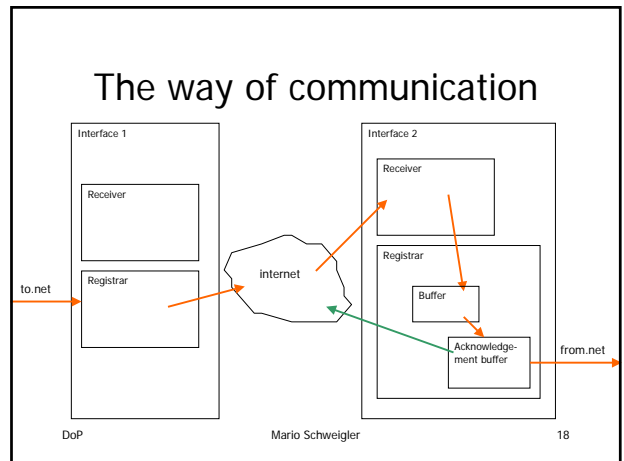 The way of communication
Interface 1
Receiver
Registrar
to.net
internet
Interface 2
Receiver
Registrar
Buffer
Acknowledge-
ment buffer
from.net
DoP
Mario Schweigler
18